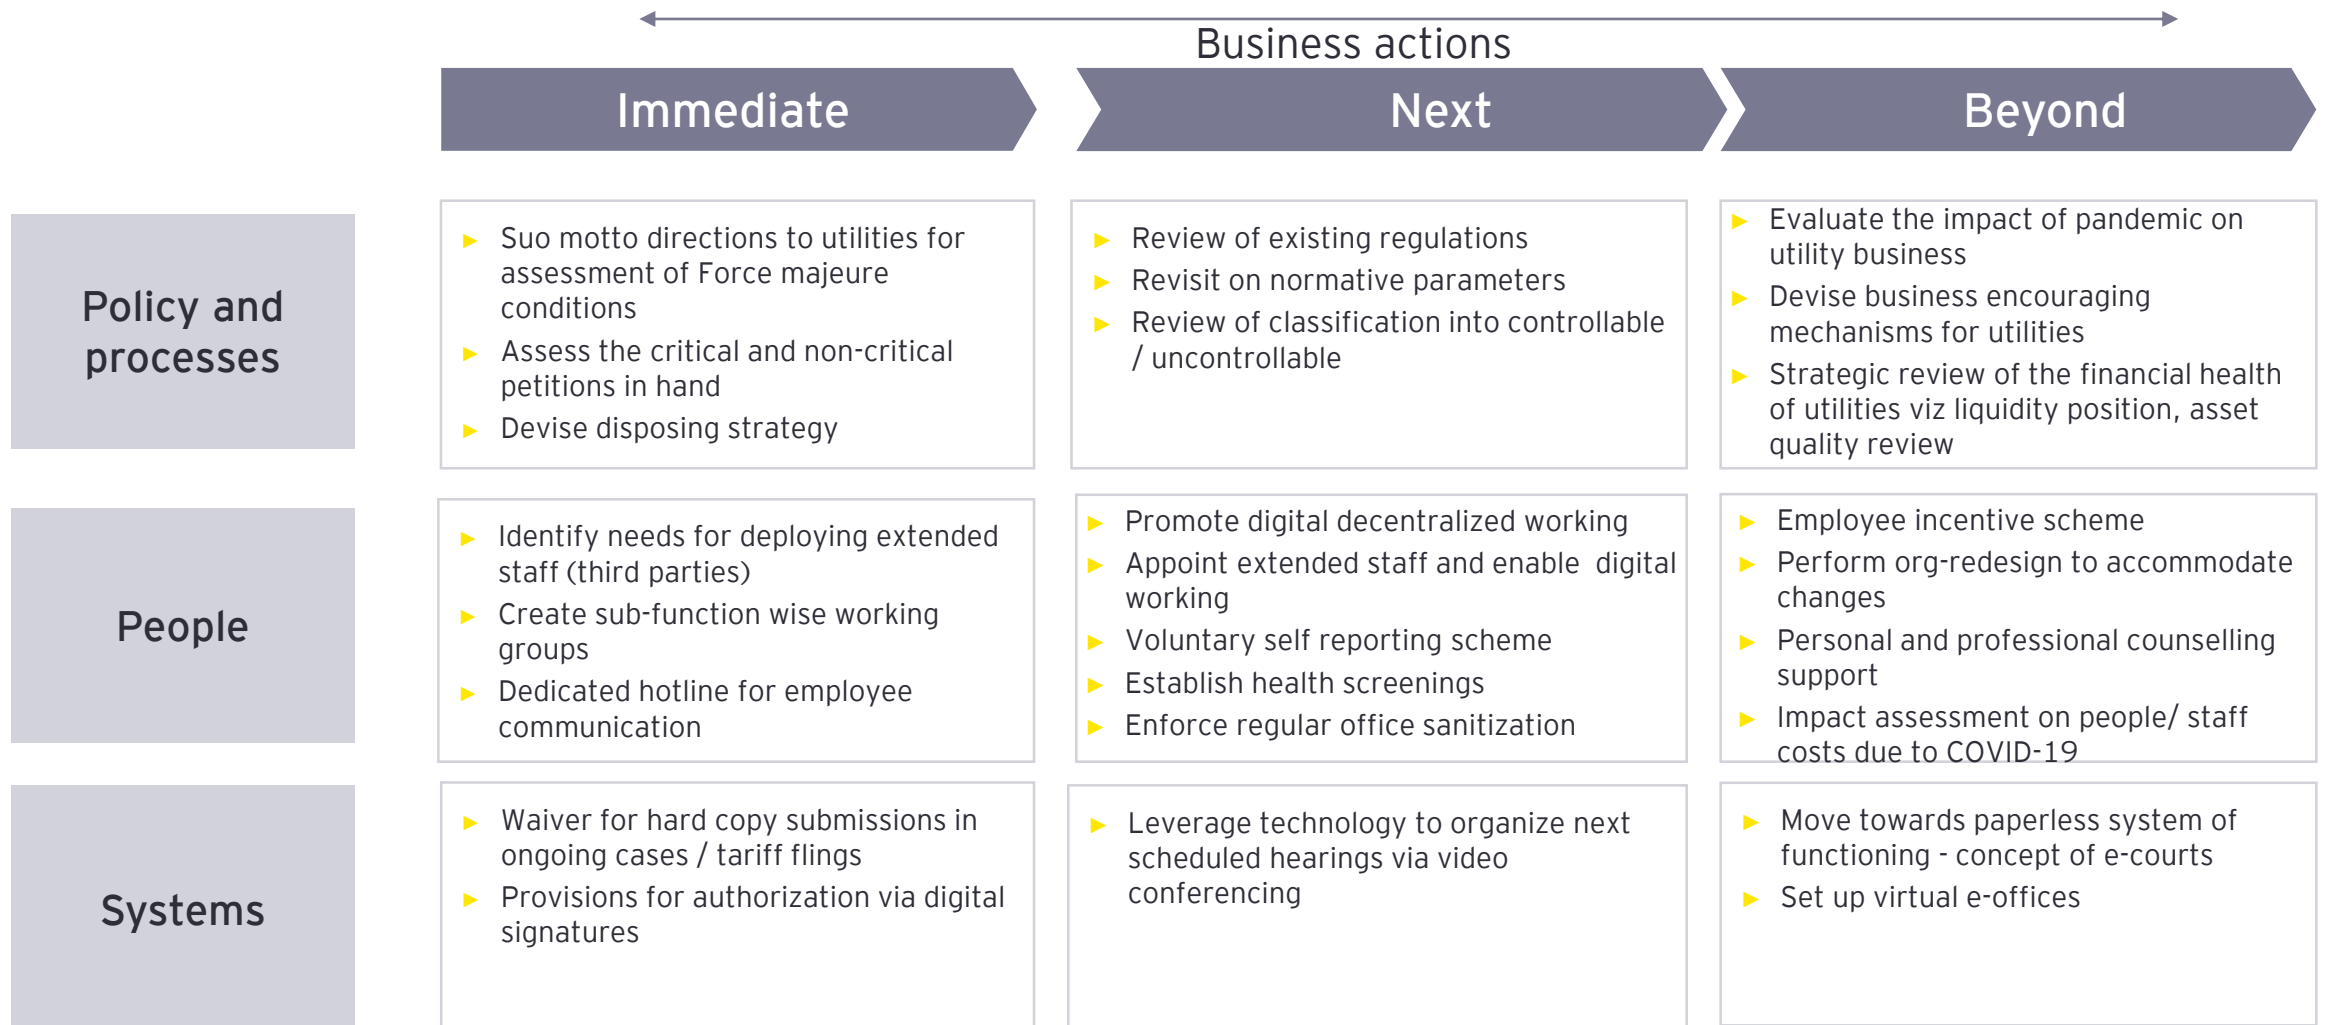 Business actions
Immediate
Next
Beyond
Policy and
processes
► Suo motto directions to utilities for
assessment of Force majeure
conditions
► Assess the critical and non-critical
petitions in hand
► Devise disposing strategy
► Review of existing regulations
► Revisit on normative parameters
► Review of classification into controllable
/ uncontrollable
► Evaluate the impact of pandemic on
utility business
► Devise business encouraging
mechanisms for utilities
► Strategic review of the financial health
of utilities viz liquidity position, asset
quality review
People
► Identify needs for deploying extended
staff (third parties)
► Create sub-function wise working
groups
► Dedicated hotline for employee
communication
► Promote digital decentralized working
► Appoint extended staff and enable  digital
working
► Voluntary self reporting scheme
► Establish health screenings
► Enforce regular office sanitization
► Employee incentive scheme
► Perform org-redesign to accommodate
changes
► Personal and professional counselling
support
► Impact assessment on people/ staff
costs due to COVID-19
Systems
► Waiver for hard copy submissions in
ongoing cases / tariff flings
► Provisions for authorization via digital
signatures
► Leverage technology to organize next
scheduled hearings via video
conferencing
► Move towards paperless system of
functioning - concept of e-courts
► Set up virtual e-offices